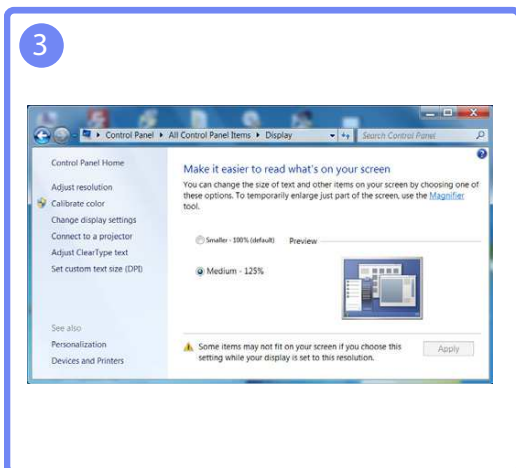 3
Control Panel ▸ All Control Panel Items ▸ Display
Search Control Panel
Control Panel Home
Adjust resolution
Calibrate color
Change display settings
Connect to a projector
Adjust ClearType text
Set custom text size (DPI)
See also
Personalization
Devices and Printers
Make it easier to read what's on your screen
You can change the size of text and other items on your screen by choosing one of
these options. To temporarily enlarge just part of the screen, use the Magnifier
tool.
Smaller - 100% (default)
Preview
Medium - 125%
Some items may not fit on your screen if you choose this
setting while your display is set to this resolution.
Apply